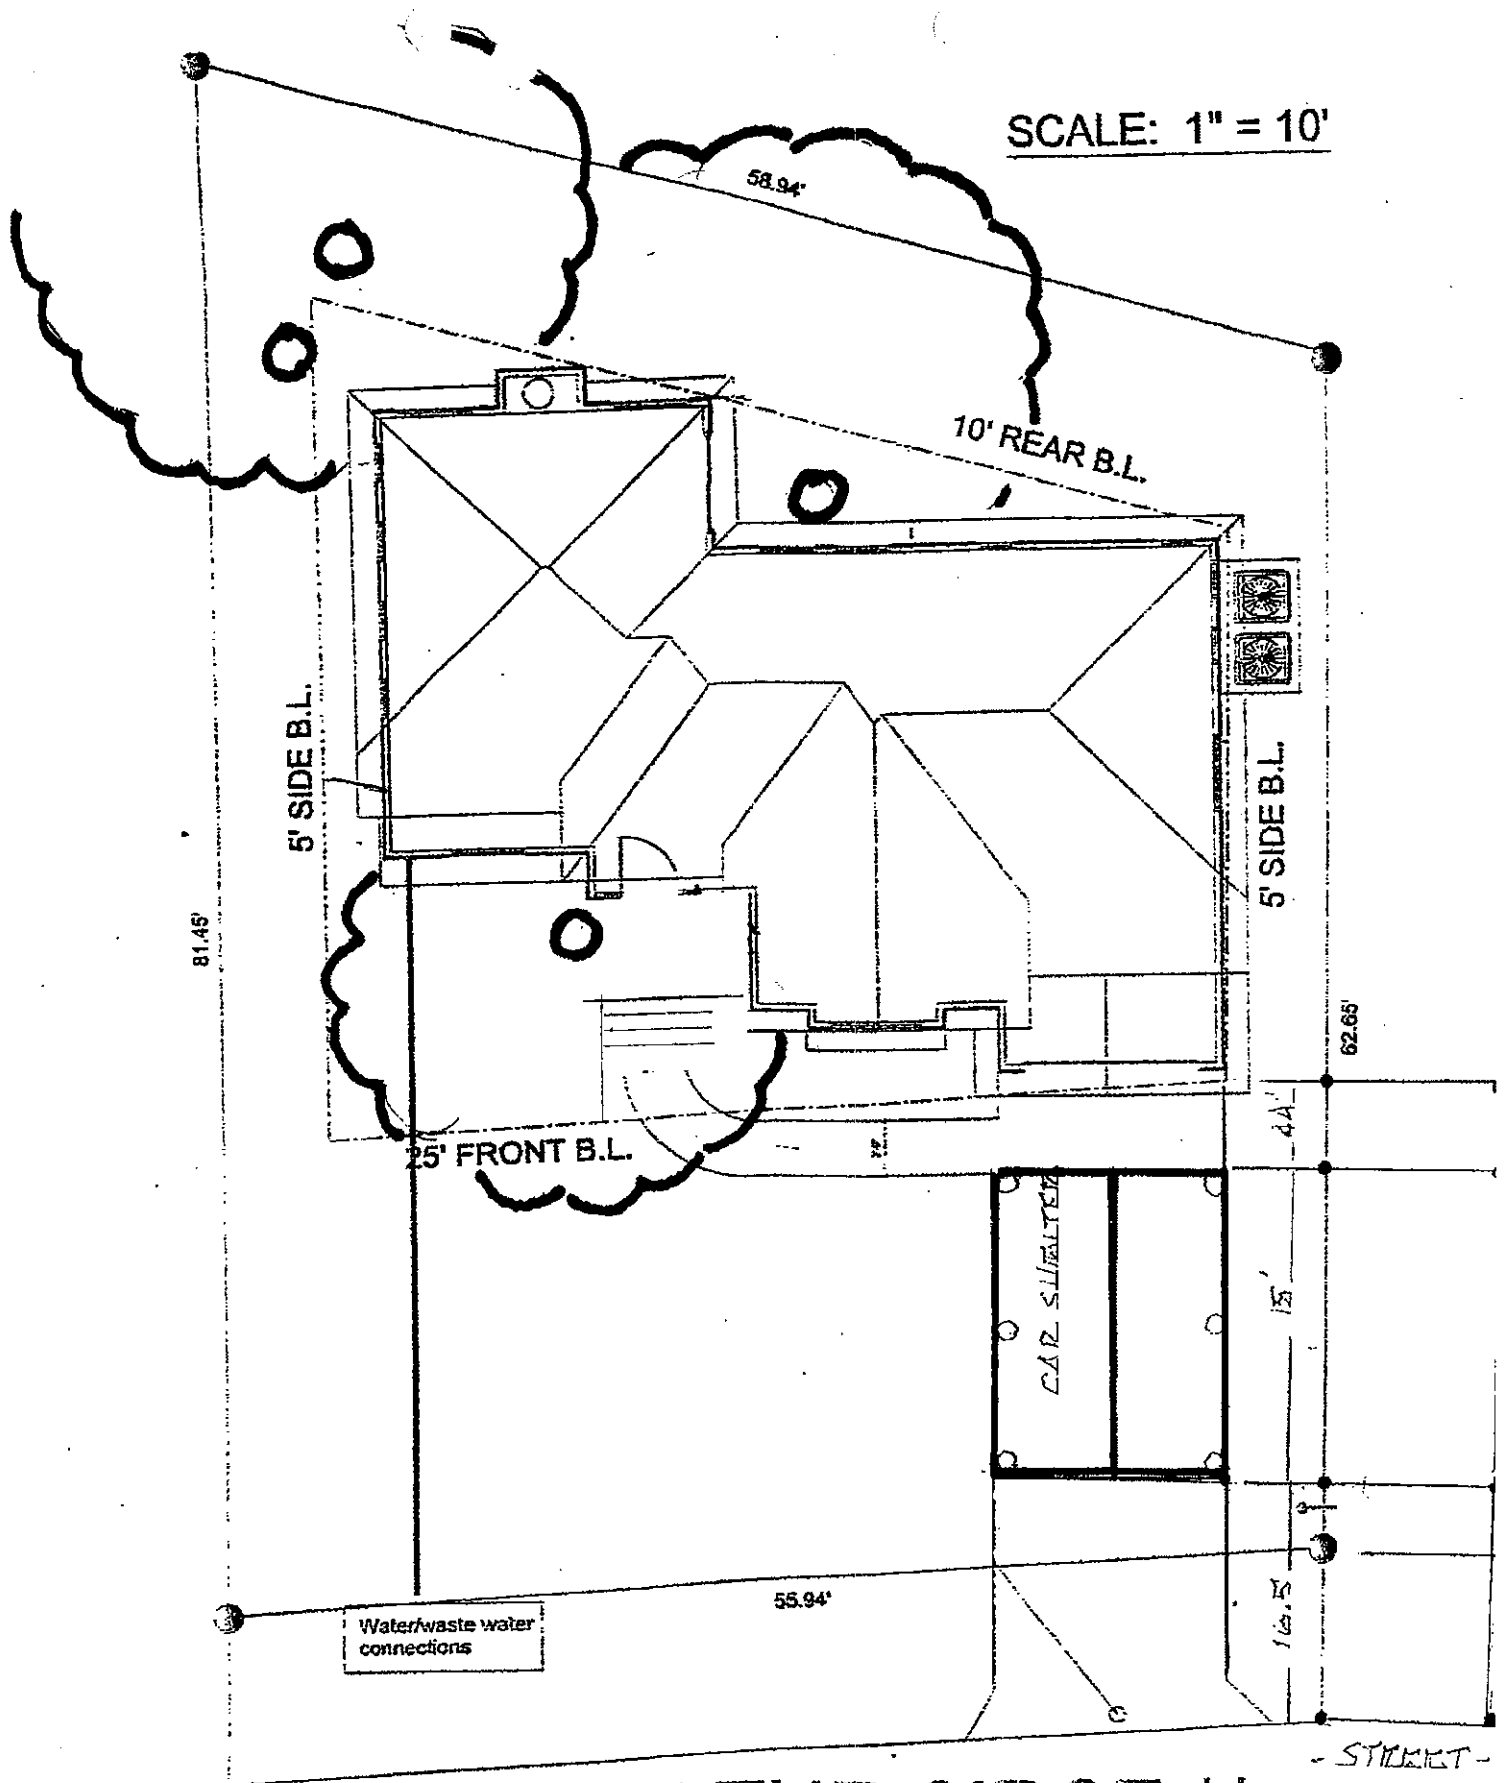 SCALE: 1" = 10'
58.94'
10' REAR B.L.
5' SIDE B.L.
5' SIDE B.L.
81.45'
62.65'
25' FRONT B.L.
CAR SHELTER
15'
16.5
55.94'
Water/waste water
connections
- STREET -